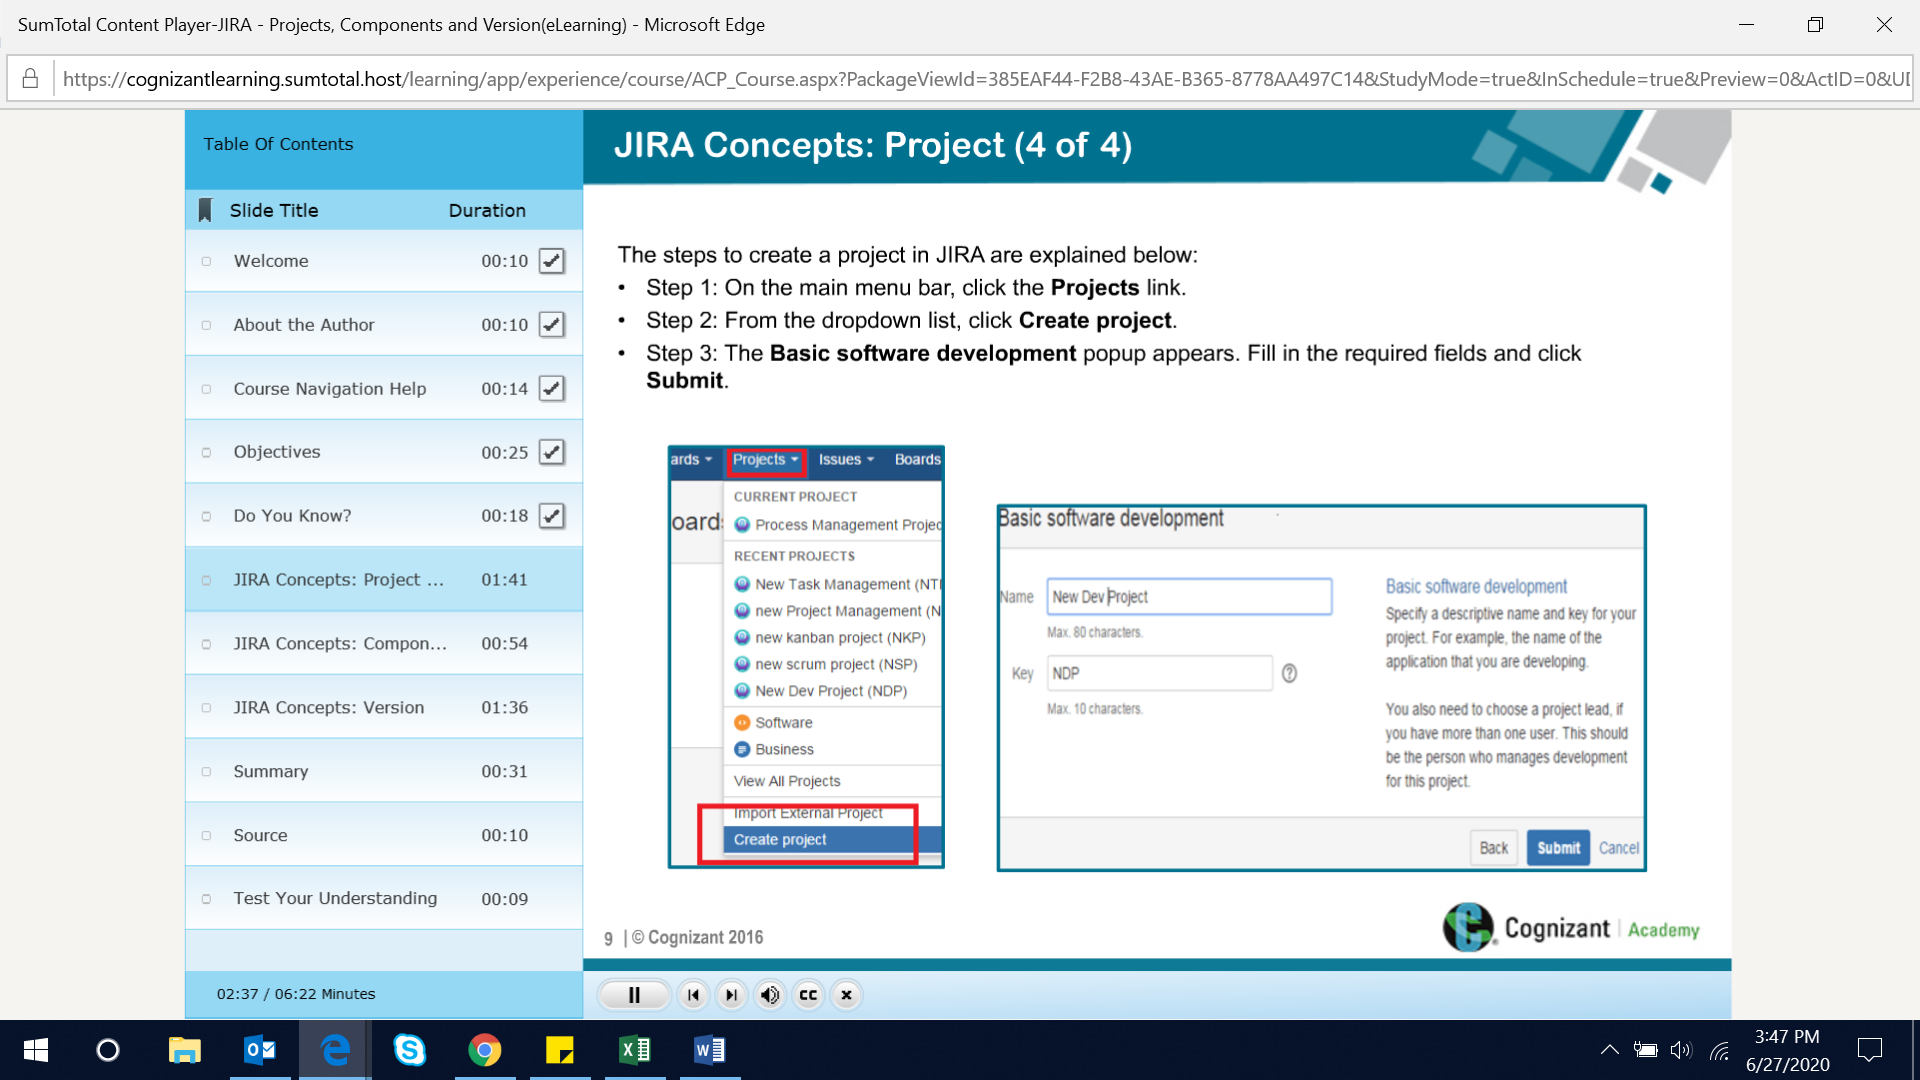 SumTotal Content Player-JIRA - Projects, Components and Version(eLearning) - Microsoft Edge
https://cognizantlearning.sumtotal.host/learning/app/experience/course/ACP_Course.aspx?PackageViewId=385EAF44-F2B8-43AE-B365-8778AA497C14&StudyMode=true&InSchedule=true&Preview=0&ActID=0&UI
Table Of Contents
Slide Title Duration
Welcome 00:10
About the Author 00:10
Course Navigation Help 00:14
Objectives 00:25
Do You Know? 00:18
JIRA Concepts: Project ... 01:41
JIRA Concepts: Compon... 00:54
JIRA Concepts: Version 01:36
Summary 00:31
Source 00:10
Test Your Understanding 00:09
02:37 / 06:22 Minutes
JIRA Concepts: Project (4 of 4)
The steps to create a project in JIRA are explained below:
• Step 1: On the main menu bar, click the Projects link.
• Step 2: From the dropdown list, click Create project.
• Step 3: The Basic software development popup appears. Fill in the required fields and click
Submit.
ards Projects Issues Boards
oard
CURRENT PROJECT
Process Management Projec
RECENT PROJECTS
New Task Management (NT
new Project Management (N
new kanban project (NKP)
new scrum project (NSP)
New Dev Project (NDP)
Software
Business
View All Projects
Import External Project
Create project
Basic software development
Name New Dev Project
Max. 80 characters.
Key NDP
Max. 10 characters.
Basic software development
Specify a descriptive name and key for your
project. For example, the name of the
application that you are developing.
You also need to choose a project lead, if
you have more than one user. This should
be the person who manages development
for this project.
Back Submit Cancel
9 | © Cognizant 2016
Cognizant | Academy
CC
3:47 PM
6/27/2020